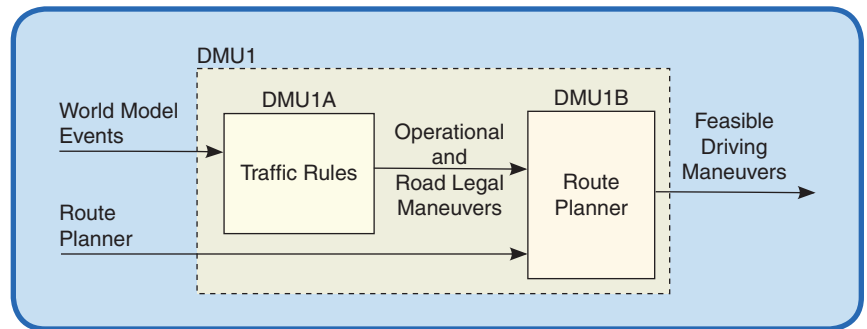 DMU1
World Model
Events
DMU1A
Traffic Rules
Operational
and
Road Legal
Maneuvers
DMU1B
Route
Planner
Feasible
Driving
Maneuvers
Route
Planner